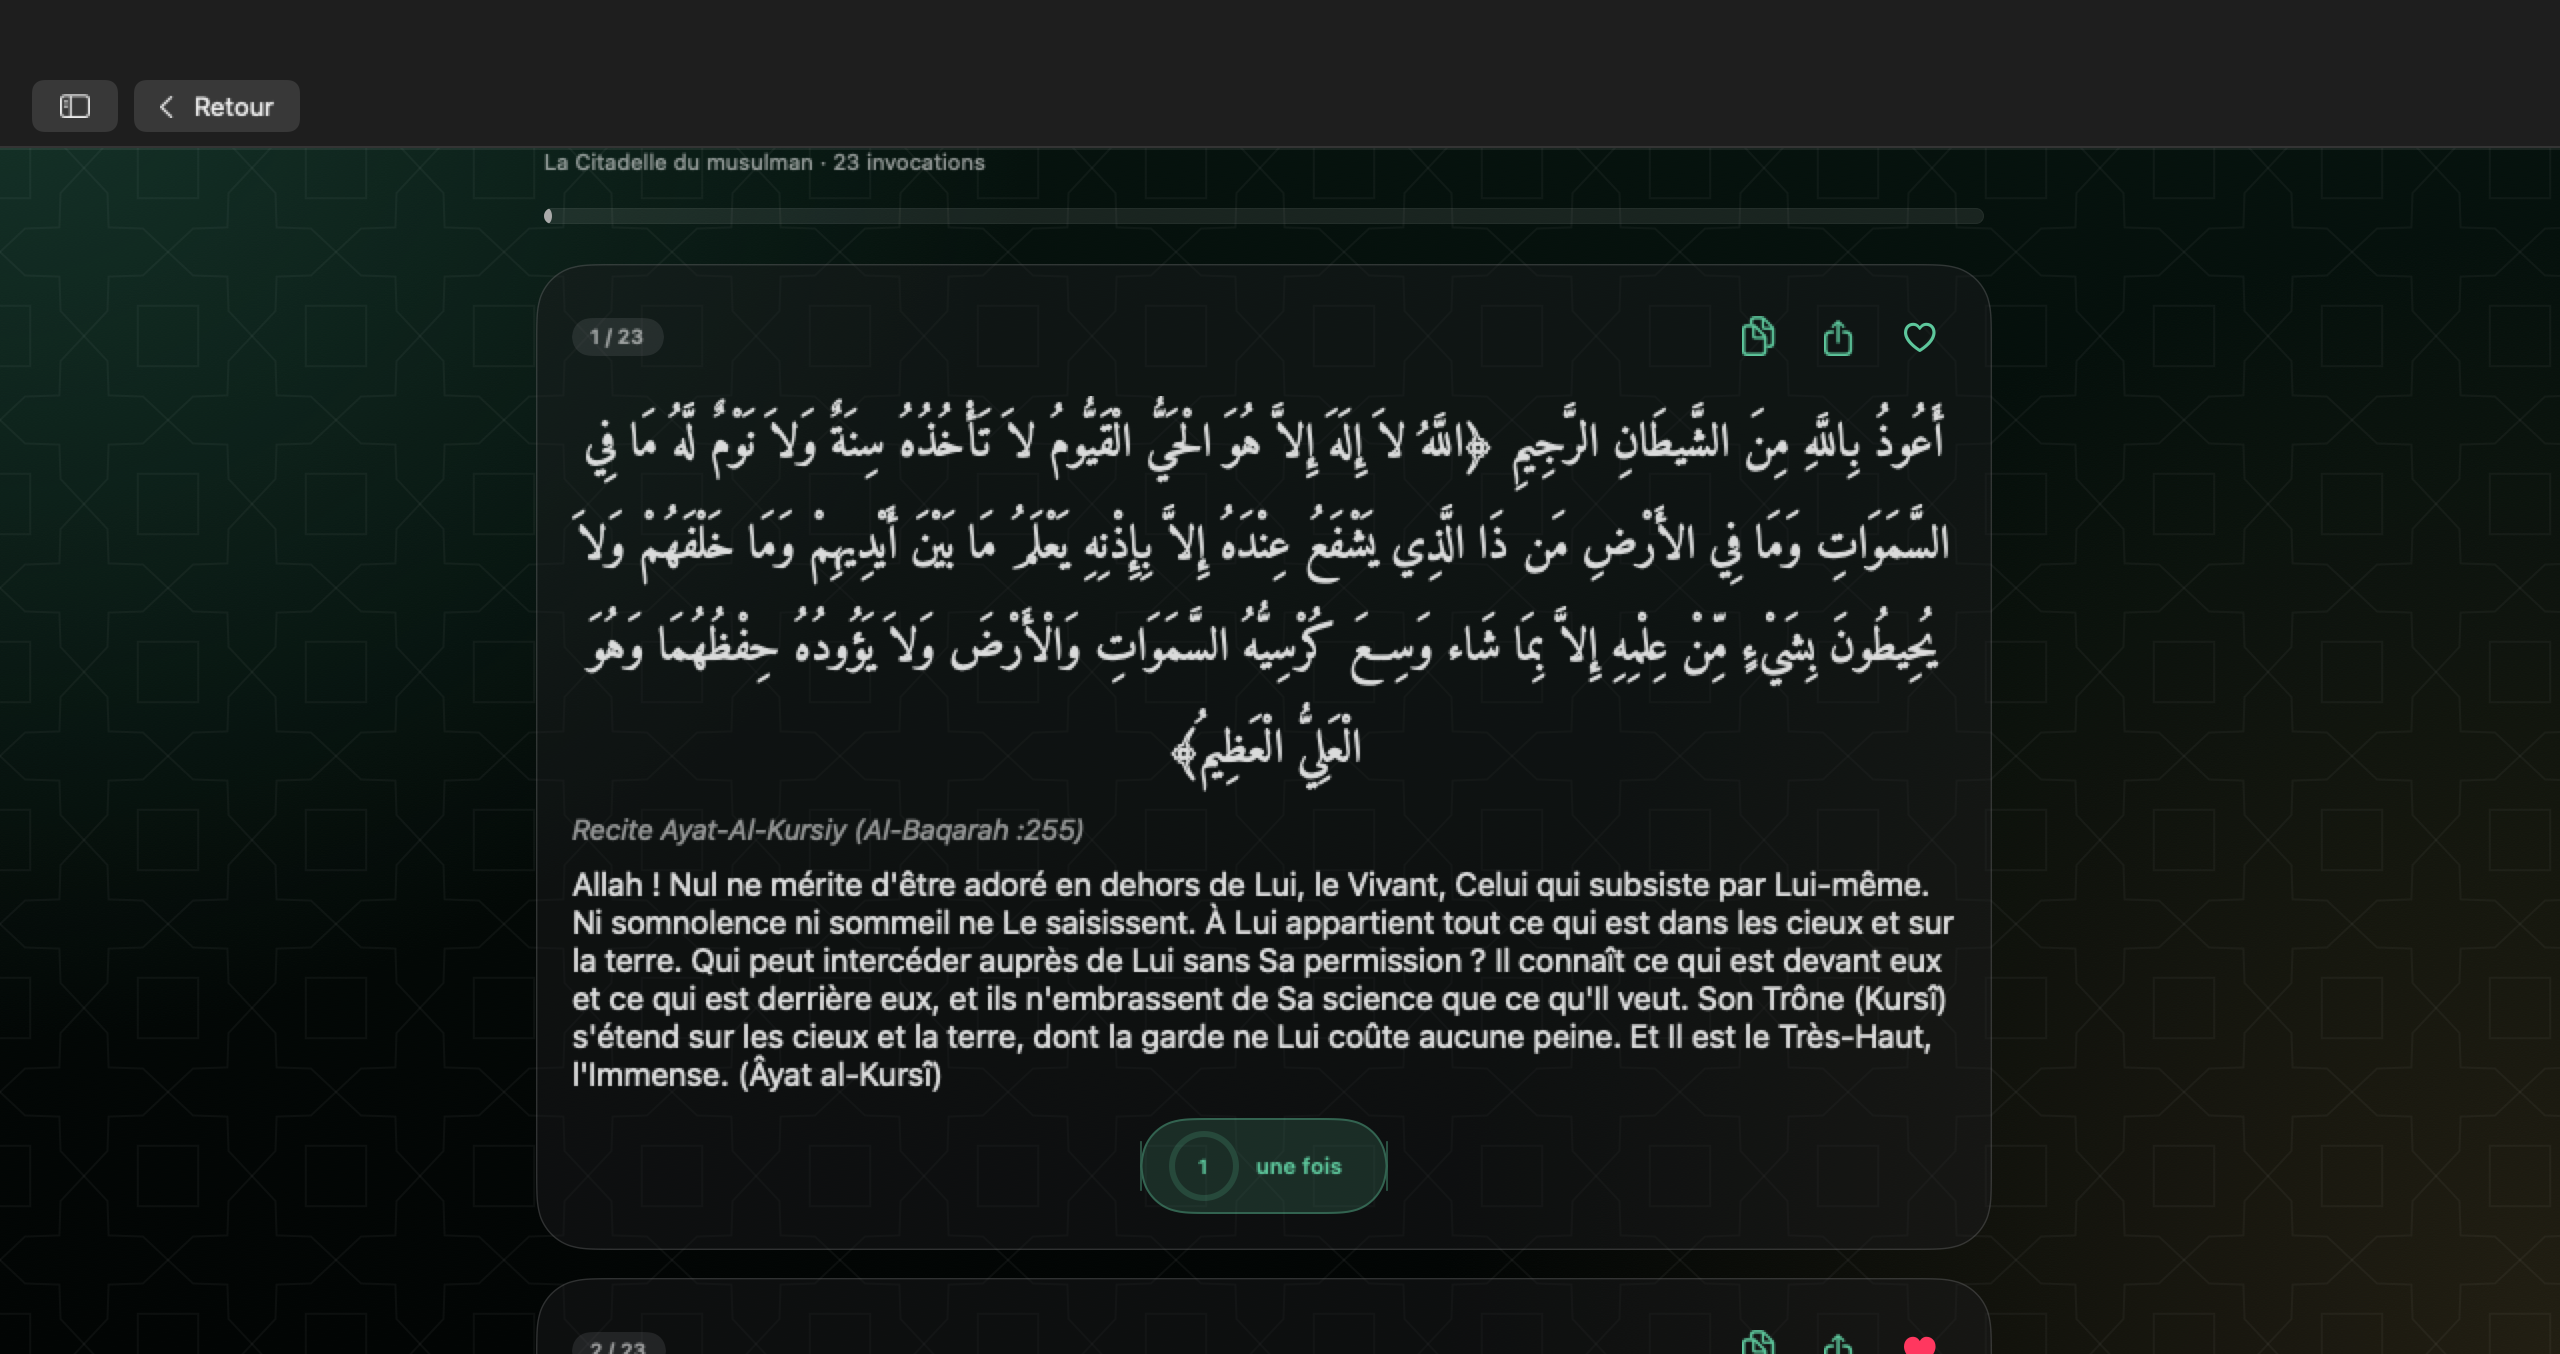 Retour
La Citadelle du musulman · 23 invocations
1 / 23
أَعُوذُ بِاللَّهِ مِنَ الشَّيطَانِ الرَّجِيمِ ﴿اللَّهُ لاَ إِلَهَ إِلاَّ هُوَ الْحَيُّ الْقَيُّومُ لاَ تَأْخُذُهُ سِنَةٌ وَلاَ نَوْمٌ لَّهُ مَا فِي
السَّمَوَاتِ وَمَا فِي الأَرْضِ مَن ذَا الَّذِي يَشْفَعُ عِنْدَهُ إِلاَّ بِإِذْنِهِ يَعْلَمُ مَا بَيْنَ أَيْدِيهِمْ وَمَا خَلْفَهُمْ وَلاَ
يُحِيطُونَ بِشَيْءٍ مِّنْ عِلْمِهِ إِلاَّ بِمَا شَاء وَسِعَ كُرْسِيُّهُ السَّمَوَاتِ وَالْأَرْضَ وَلاَ يَؤُودُهُ حِفْظُهُمَا وَهُوَ
الْعَلِيُّ الْعَظِيمُ﴾
Recite Ayat-Al-Kursiy (Al-Baqarah :255)
Allah ! Nul ne mérite d'être adoré en dehors de Lui, le Vivant, Celui qui subsiste par Lui-même.
Ni somnolence ni sommeil ne Le saisissent. À Lui appartient tout ce qui est dans les cieux et sur
la terre. Qui peut intercéder auprès de Lui sans Sa permission ? Il connaît ce qui est devant eux
et ce qui est derrière eux, et ils n'embrassent de Sa science que ce qu'Il veut. Son Trône (Kursî)
s'étend sur les cieux et la terre, dont la garde ne Lui coûte aucune peine. Et Il est le Très-Haut,
l'Immense. (Âyat al-Kursî)
1 une fois
2 / 23